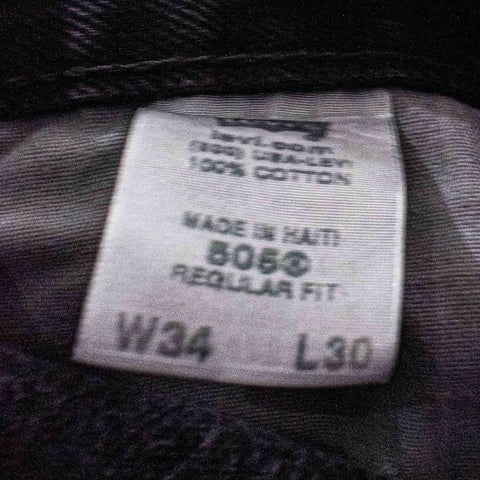 levi.com
(800) USA-LEVI
100% COTTON
MADE IN HAITI
505®
REGULAR FIT
W34 L30